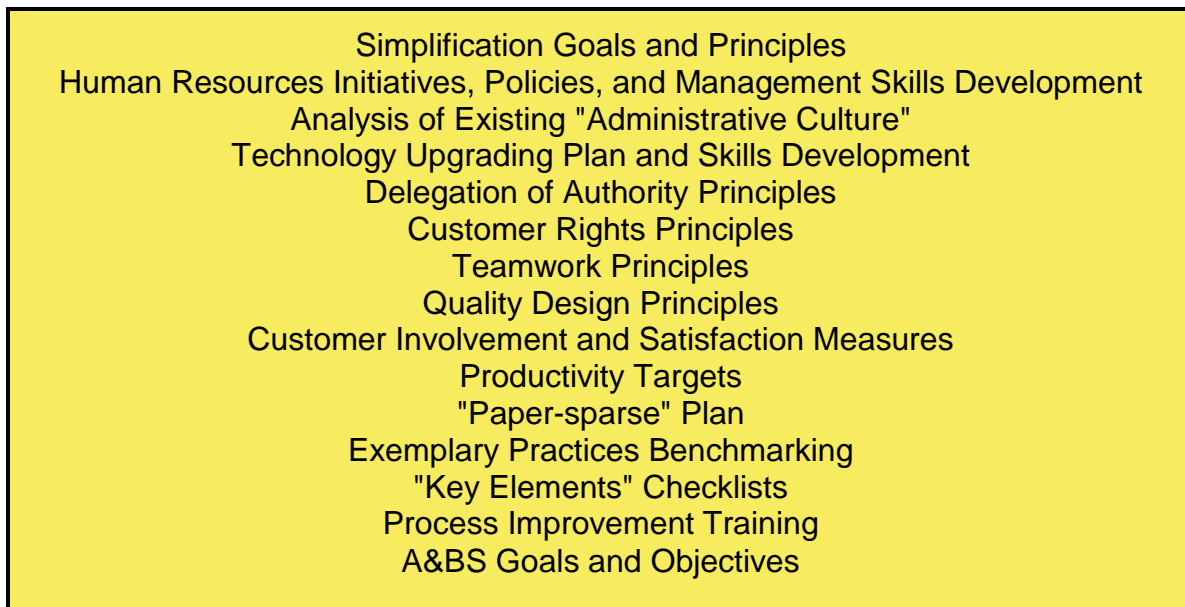 Simplification Goals and Principles
Human Resources Initiatives, Policies, and Management Skills Development
Analysis of Existing "Administrative Culture"
Technology Upgrading Plan and Skills Development
Delegation of Authority Principles
Customer Rights Principles
Teamwork Principles
Quality Design Principles
Customer Involvement and Satisfaction Measures
Productivity Targets
"Paper-sparse" Plan
Exemplary Practices Benchmarking
"Key Elements" Checklists
Process Improvement Training
A&BS Goals and Objectives